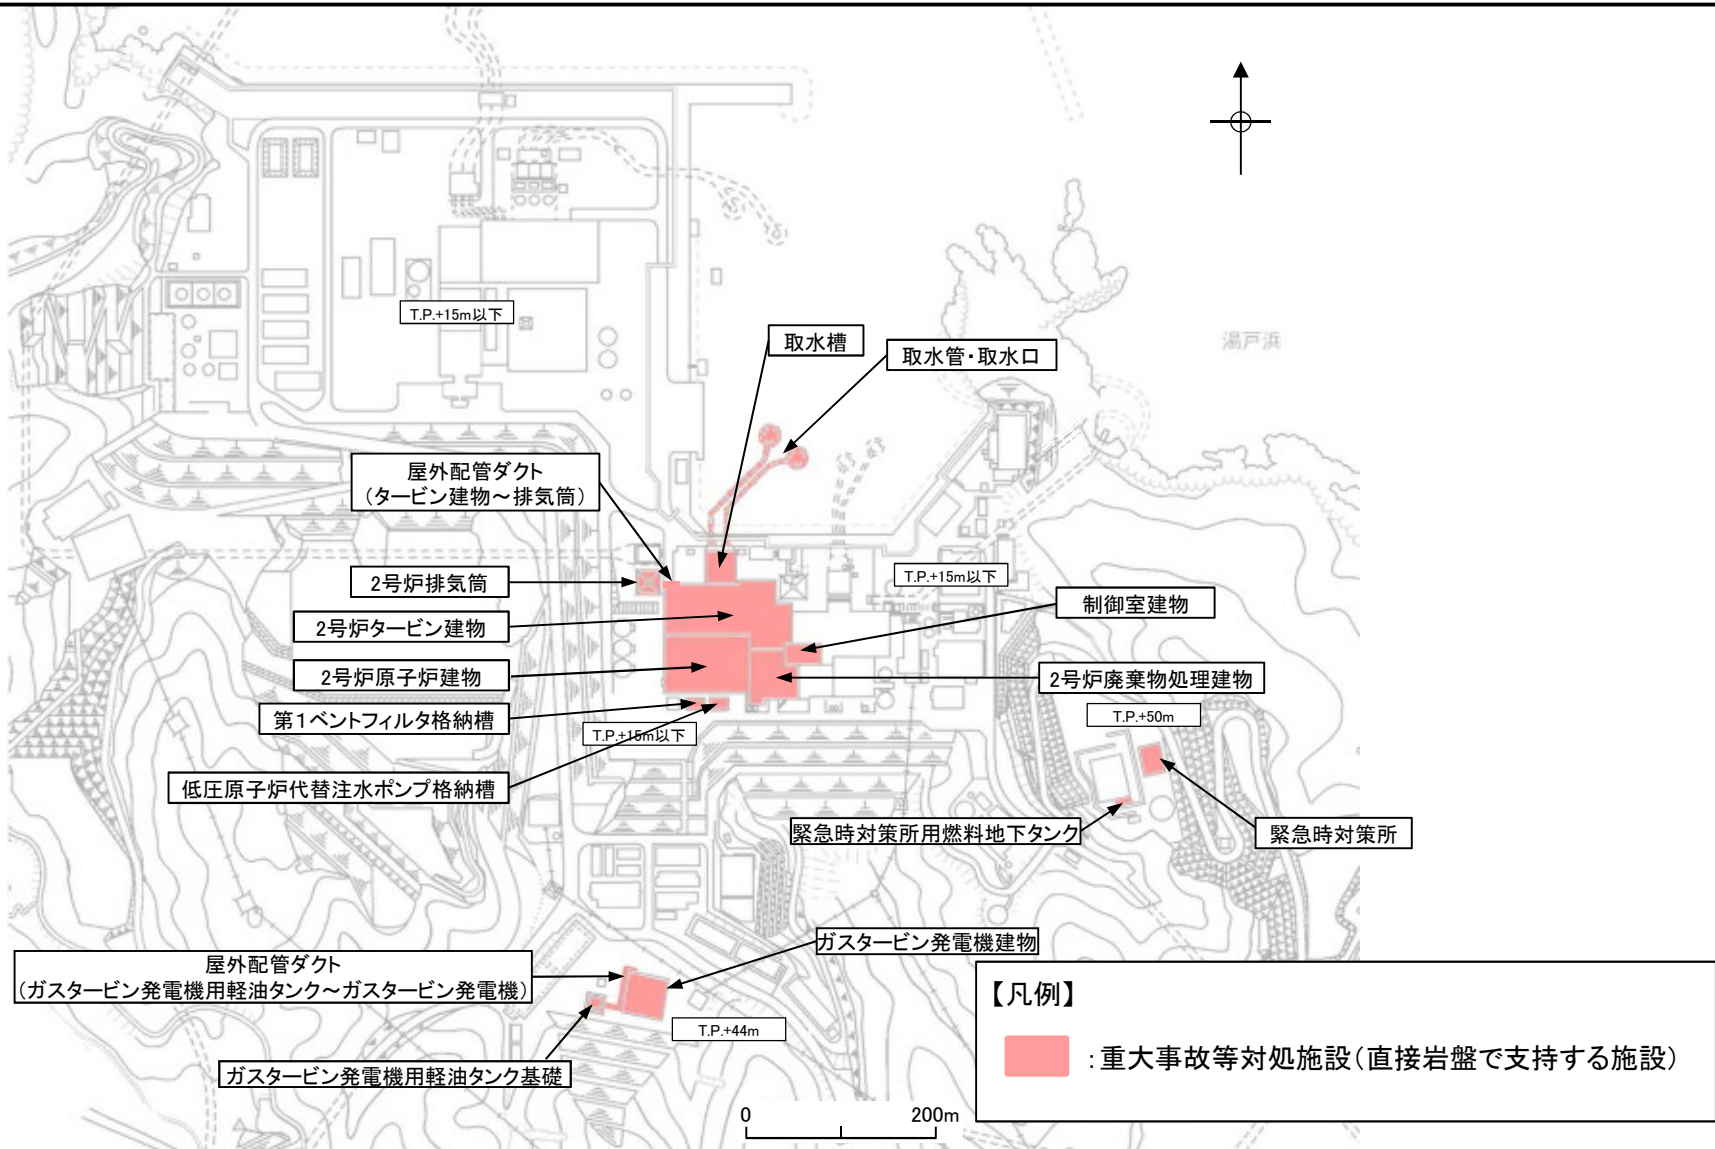 T.P.+15m以下
取水槽
取水管・取水口
湯戸浜
屋外配管ダクト
（タービン建物～排気筒）
2号炉排気筒
T.P.+15m以下
制御室建物
2号炉タービン建物
2号炉原子炉建物
2号炉廃棄物処理建物
第1ベントフィルタ格納槽
T.P.+15m以下
T.P.+50m
低圧原子炉代替注水ポンプ格納槽
緊急時対策所用燃料地下タンク
緊急時対策所
ガスタービン発電機建物
屋外配管ダクト
（ガスタービン発電機用軽油タンク～ガスタービン発電機）
T.P.+44m
ガスタービン発電機用軽油タンク基礎
【凡例】
：重大事故等対処施設（直接岩盤で支持する施設）
0 200m